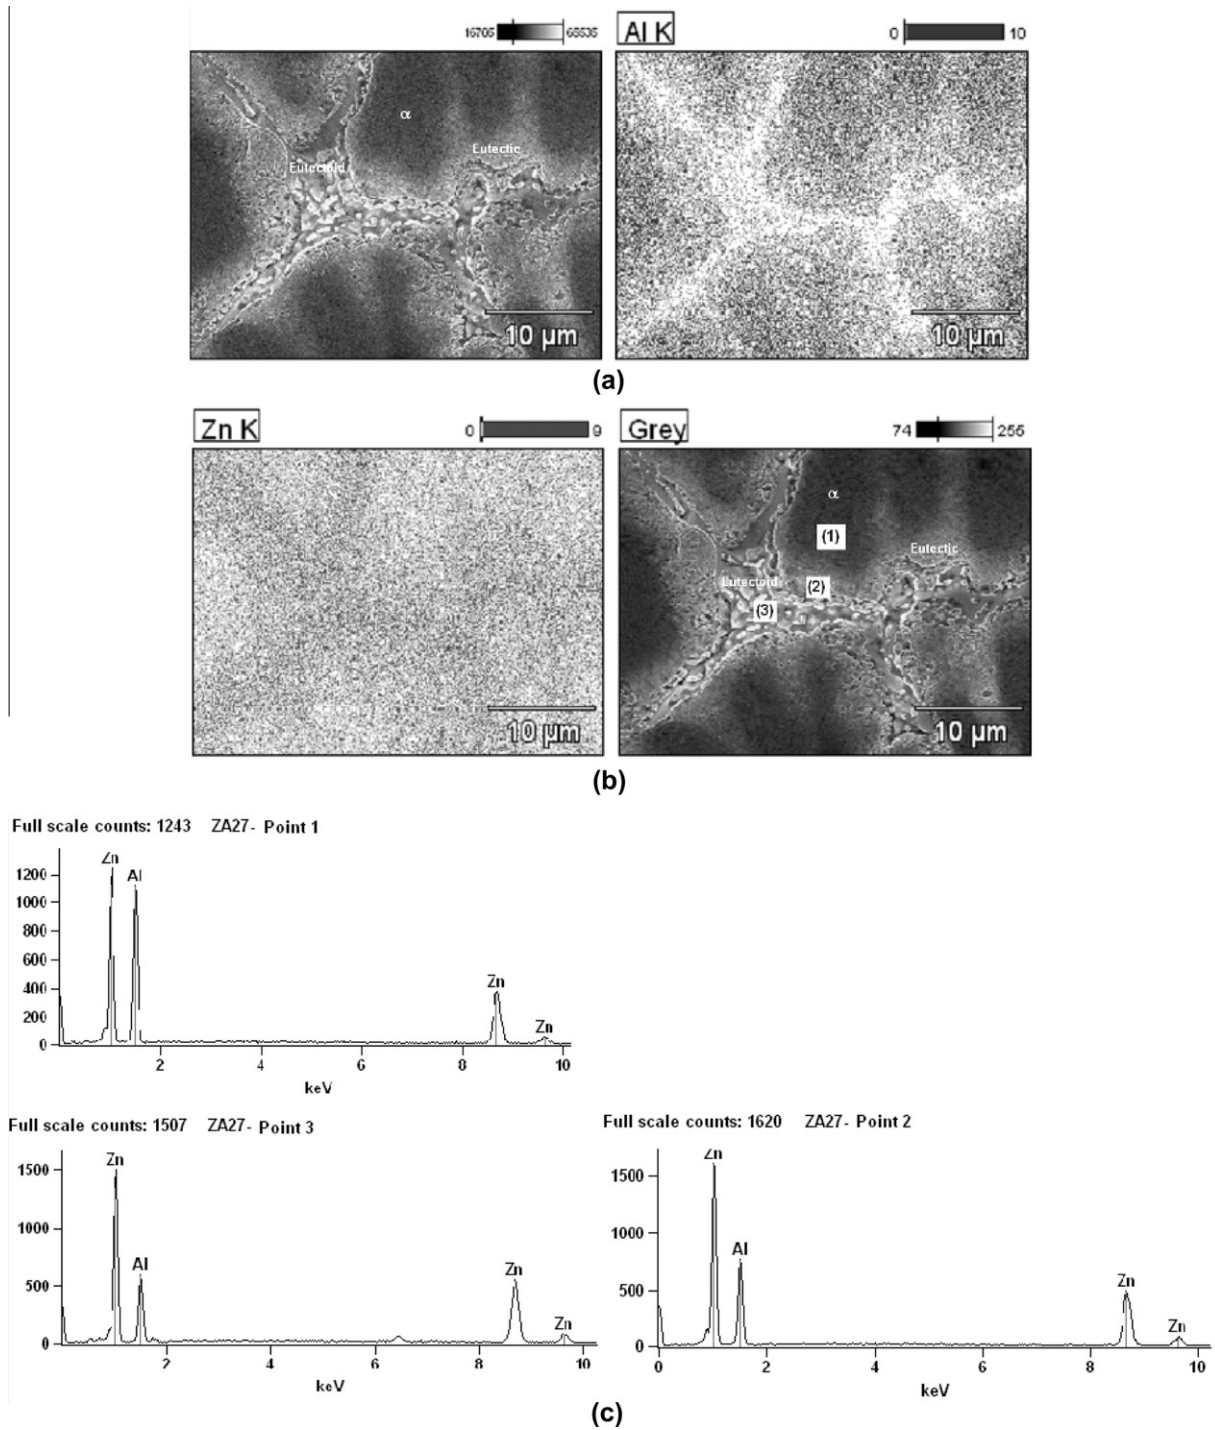 16705 65535 Al K 0 10
α
Eutectic
Eutectoid
10 µm 10 µm
(a)
Zn K 0 9 Grey 74 255
α
(1)
Eutectic
Eutectoid (2)
(3)
10 µm 10 µm
(b)
Full scale counts: 1243 ZA27- Point 1
Zn
Al
1200
1000
800
600
400
200
0
Zn
Zn
2 4 6 8 10
keV
Full scale counts: 1507 ZA27- Point 3
Zn
1500
1000
Al
500
0
Zn
Zn
2 4 6 8 10
keV
Full scale counts: 1620 ZA27- Point 2
Zn
1500
1000
Al
500
0
Zn
Zn
0 2 4 6 8 10
keV
(c)